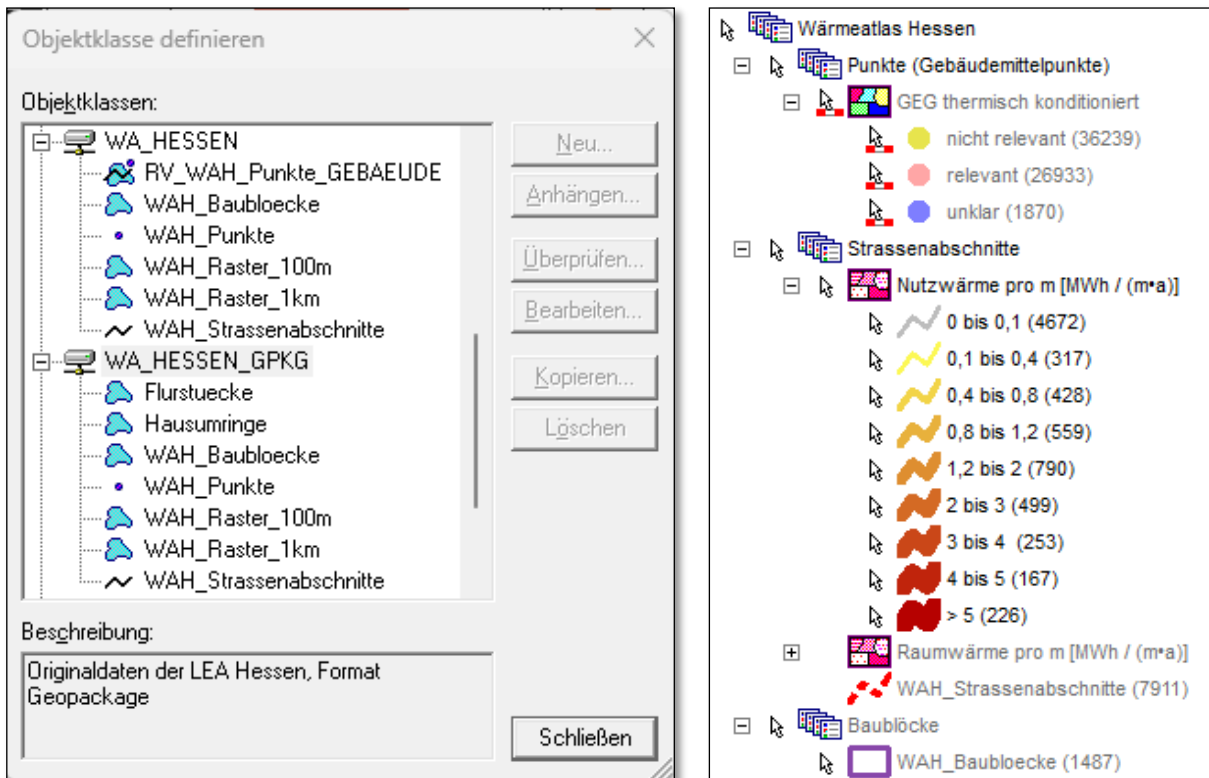 Objektklasse definieren
Objektklassen:
WA_HESSEN
RV_WAH_Punkte_GEBAEUDE
WAH_Baubloecke
WAH_Punkte
WAH_Raster_100m
WAH_Raster_1km
WAH_Strassenabschnitte
WA_HESSEN_GPKG
Flurstuecke
Hausumringe
WAH_Baubloecke
WAH_Punkte
WAH_Raster_100m
WAH_Raster_1km
WAH_Strassenabschnitte
Neu...
Anhängen...
Überprüfen...
Bearbeiten...
Kopieren...
Löschen
Beschreibung:
Originaldaten der LEA Hessen, Format
Geopackage
Schließen
Wärmeatlas Hessen
Punkte (Gebäudemittelpunkte)
GEG thermisch konditioniert
nicht relevant (36239)
relevant (26933)
unklar (1870)
Strassenabschnitte
Nutzwärme pro m [MWh / (m•a)]
0 bis 0,1 (4672)
0,1 bis 0,4 (317)
0,4 bis 0,8 (428)
0,8 bis 1,2 (559)
1,2 bis 2 (790)
2 bis 3 (499)
3 bis 4 (253)
4 bis 5 (167)
> 5 (226)
Raumwärme pro m [MWh / (m•a)]
WAH_Strassenabschnitte (7911)
Baublöcke
WAH_Baubloecke (1487)